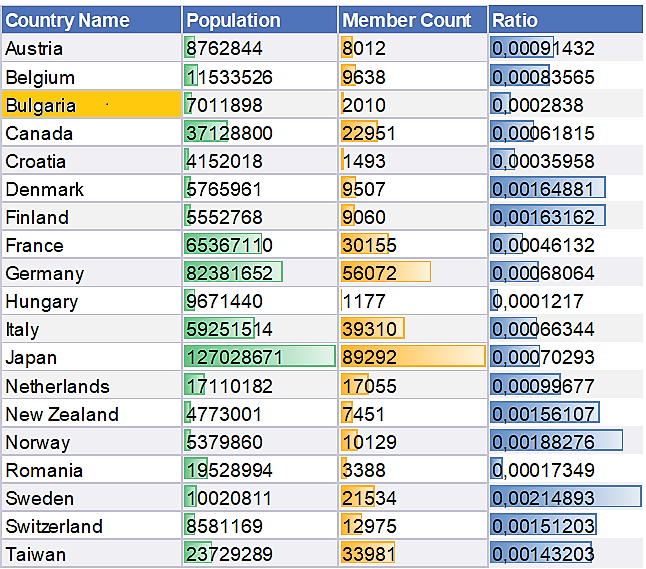 Country Name Population Member Count Ratio
Austria 8762844 8012 0,00091432
Belgium 11533526 9638 0,00083565
Bulgaria 7011898 2010 0,0002838
Canada 37128800 22951 0,00061815
Croatia 4152018 1493 0,00035958
Denmark 5765961 9507 0,00164881
Finland 5552768 9060 0,00163162
France 65367110 30155 0,00046132
Germany 82381652 56072 0,00068064
Hungary 9671440 1177 0,0001217
Italy 59251514 39310 0,00066344
Japan 127028671 89292 0,00070293
Netherlands 17110182 17055 0,00099677
New Zealand 4773001 7451 0,00156107
Norway 5379860 10129 0,00188276
Romania 19528994 3388 0,00017349
Sweden 10020811 21534 0,00214893
Switzerland 8581169 12975 0,00151203
Taiwan 23729289 33981 0,00143203